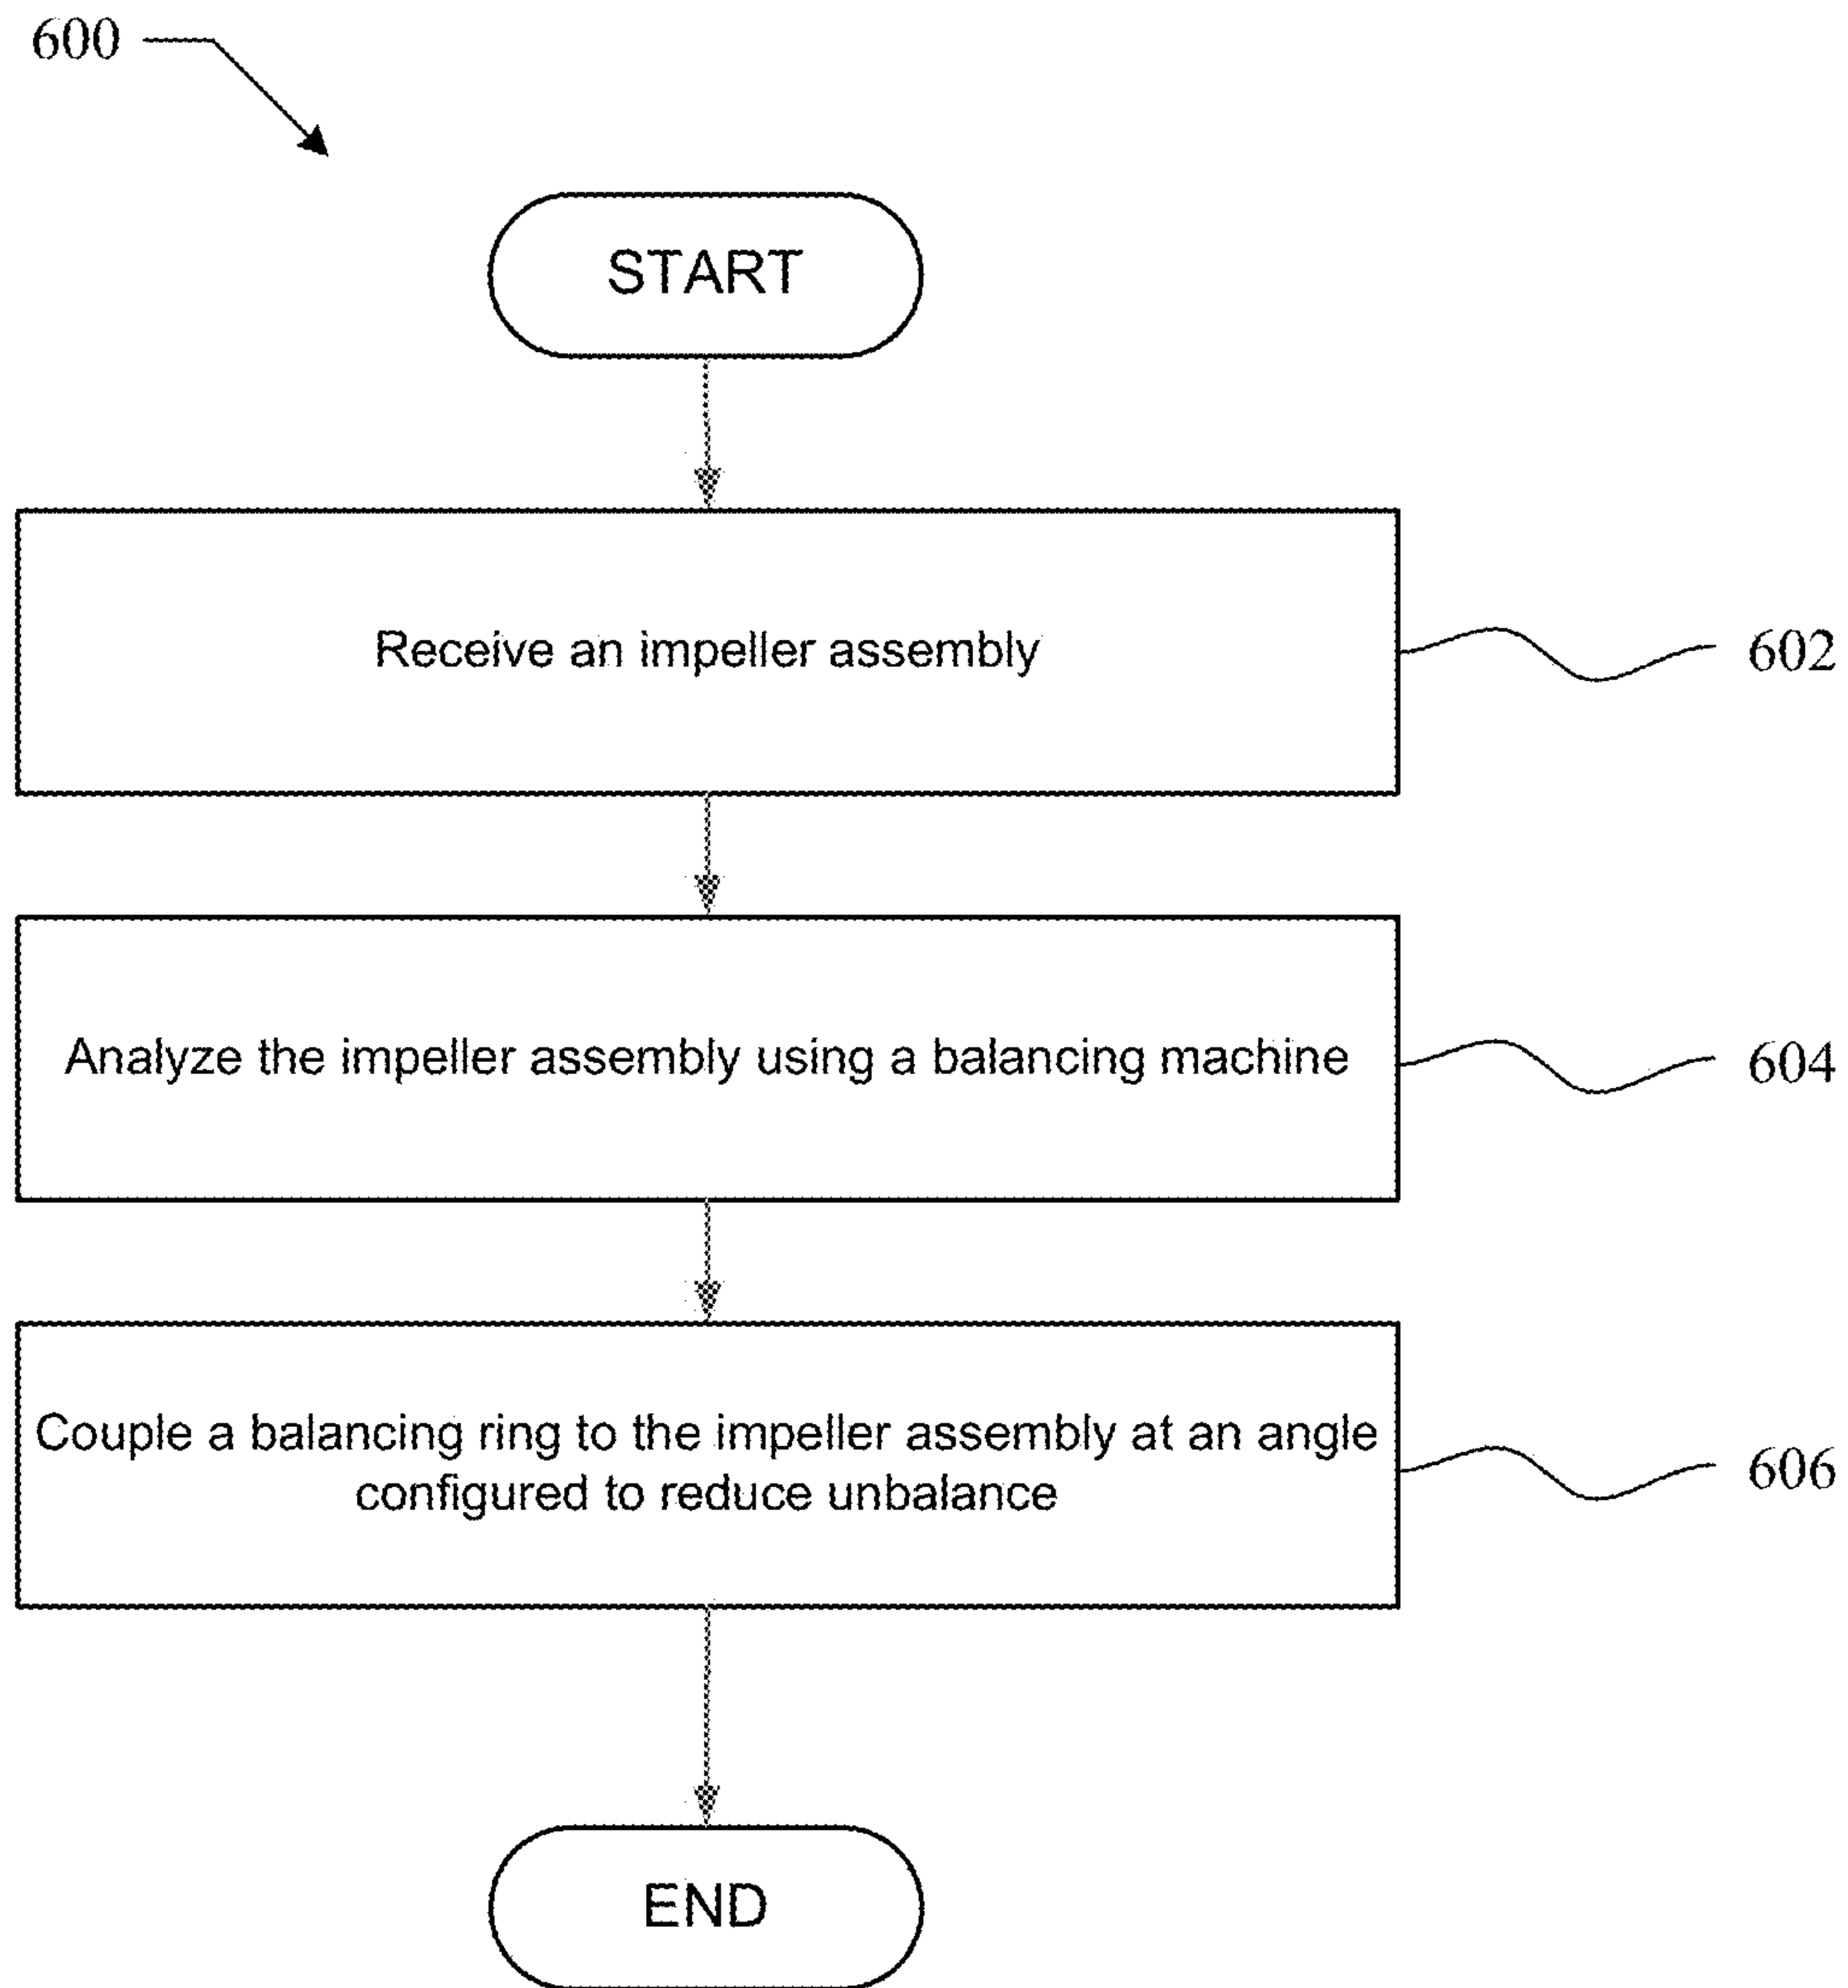 600
START
Receive an impeller assembly
602
Analyze the impeller assembly using a balancing machine
604
Couple a balancing ring to the impeller assembly at an angle
configured to reduce unbalance
606
END